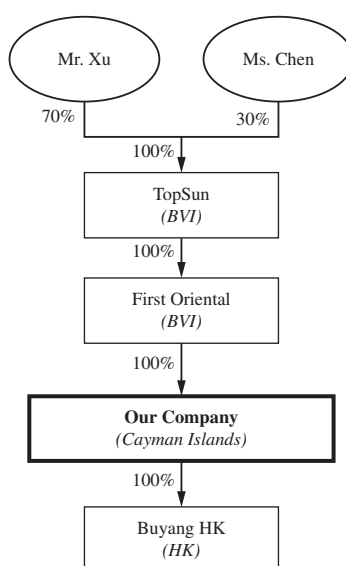 Mr. Xu
Ms. Chen
70%
30%
100%
TopSun
(BVI)
100%
First Oriental
(BVI)
100%
Our Company
(Cayman Islands)
100%
Buyang HK
(HK)